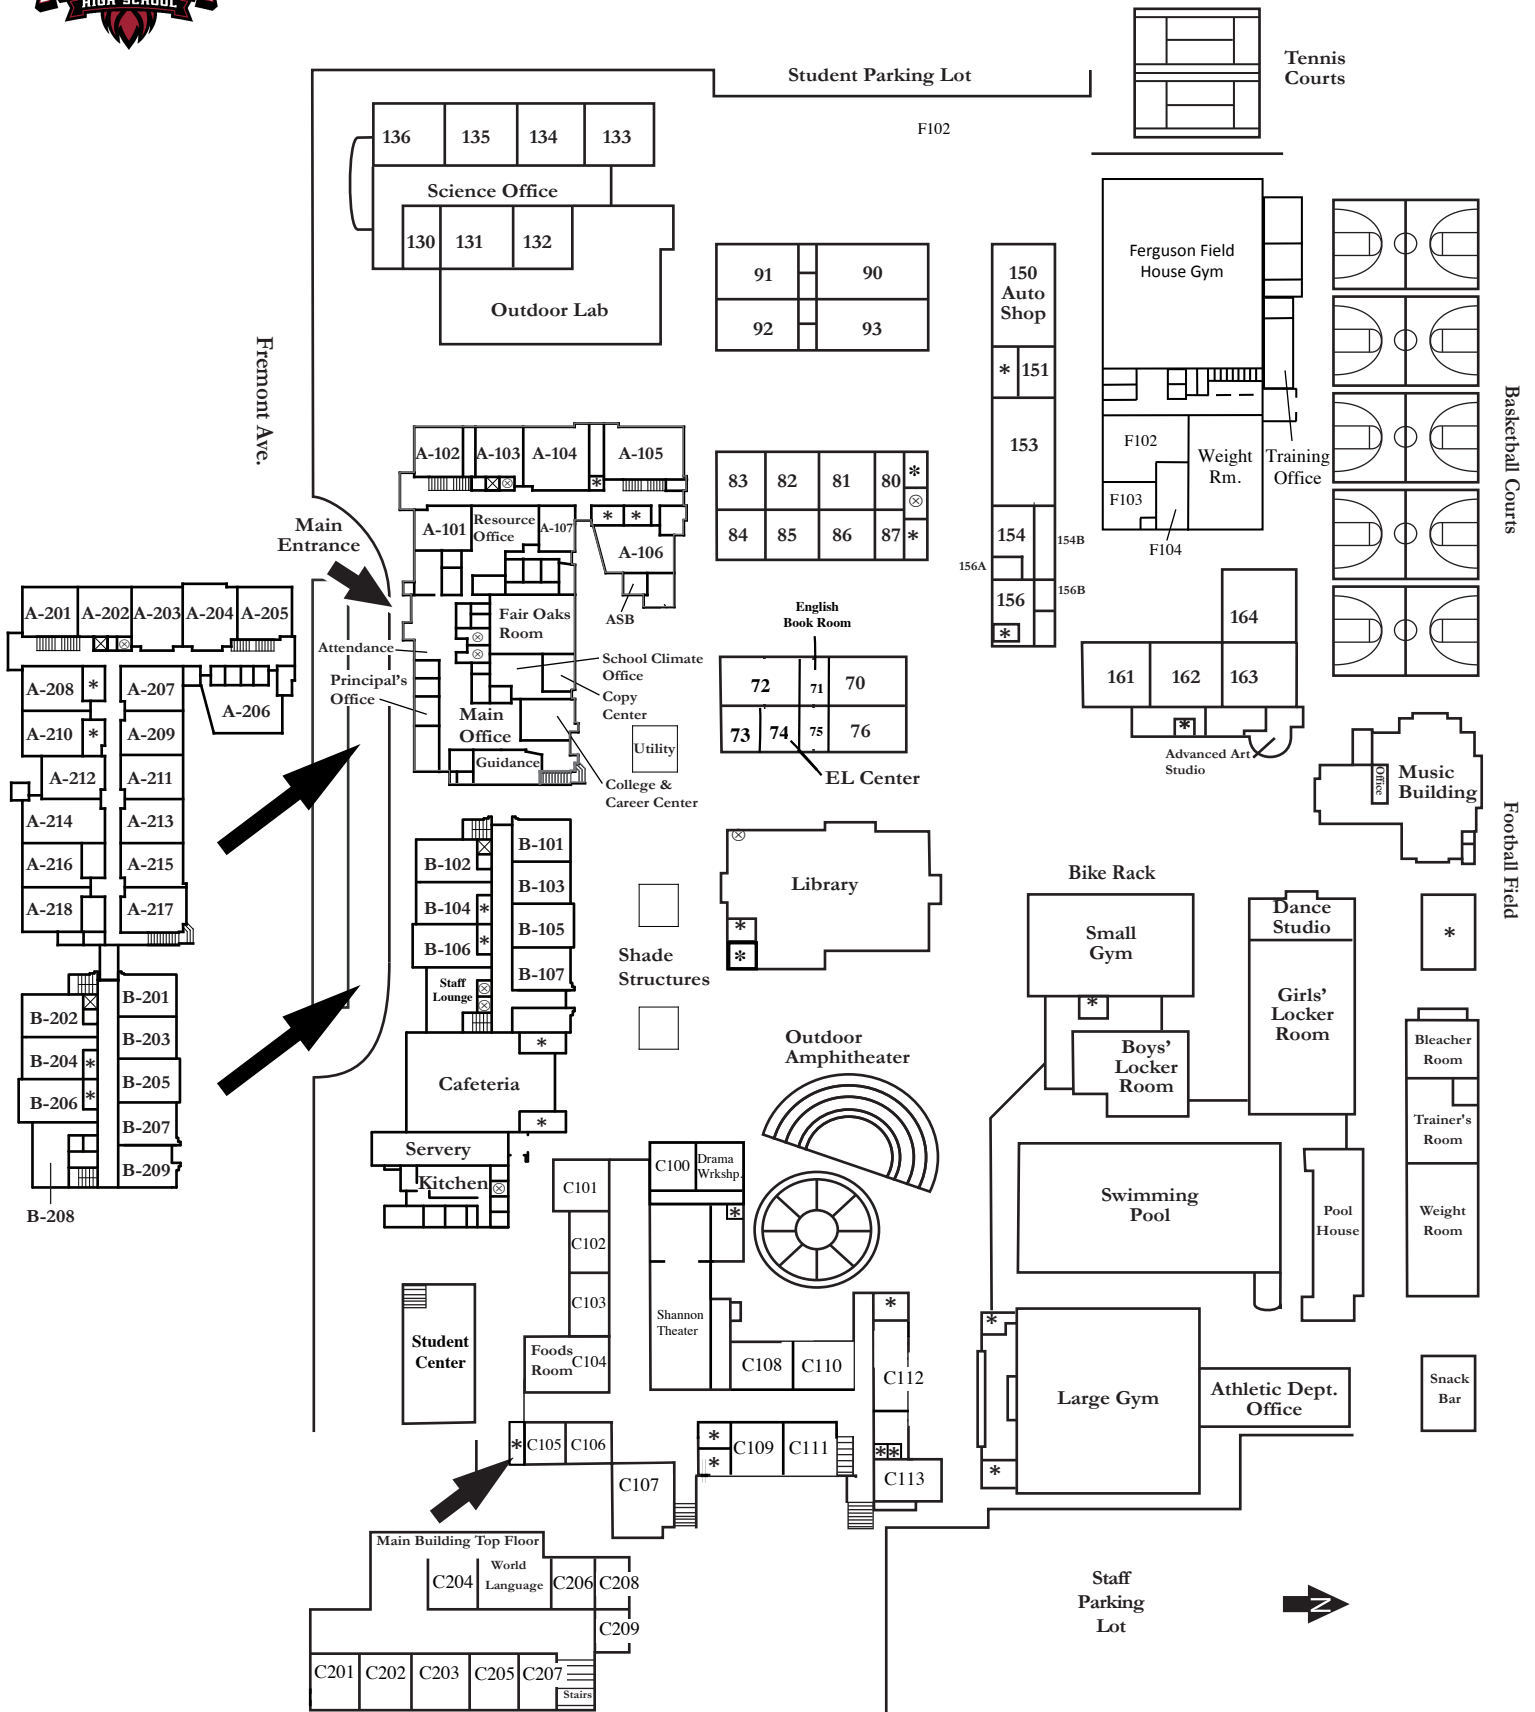 HIGH SCHOOL
Student Parking Lot
Tennis
Courts
F102
136
135
134
133
Science Office
130
131
132
Outdoor Lab
91
90
92
93
150
Auto
Shop
*
151
153
154
154B
156A
156
156B
*
Ferguson Field
House Gym
F102
Weight
Rm.
Training
Office
F103
F104
Basketball Courts
Fremont Ave.
A-102
A-103
A-104
A-105
*
A-101
Resource
Office
A-107
*
*
A-106
ASB
Main
Entrance
Fair Oaks
Room
Attendance
School Climate
Office
Principal's
Office
Copy
Center
Main
Office
Guidance
College &
Career Center
Utility
83
82
81
80
*
84
85
86
87
*
English
Book Room
72
71
70
73
74
75
76
EL Center
164
161
162
163
*
Advanced Art
Studio
Office
Music
Building
Football Field
A-201
A-202
A-203
A-204
A-205
A-208
*
A-207
A-206
A-210
*
A-209
A-212
A-211
A-214
A-213
A-216
A-215
A-218
A-217
B-201
B-202
B-203
B-204
*
B-205
B-206
*
B-207
B-209
B-208
B-101
B-102
B-103
B-104
*
B-105
B-106
*
B-107
Staff
Lounge
*
Cafeteria
*
Servery
Kitchen
Shade
Structures
Library
*
*
Bike Rack
Small
Gym
*
Boys'
Locker
Room
Dance
Studio
Girls'
Locker
Room
*
Bleacher
Room
Trainer's
Room
Weight
Room
Outdoor
Amphitheater
Swimming
Pool
Pool
House
C100
Drama
Wrkshp.
*
C101
C102
C103
Foods
Room
C104
Shannon
Theater
Student
Center
C108
C110
*
C112
*
C105
C106
C107
*
*
C109
C111
**
C113
*
Large Gym
*
Athletic Dept.
Office
Snack
Bar
Main Building Top Floor
C204
World
Language
C206
C208
C209
C201
C202
C203
C205
C207
Stairs
Staff
Parking
Lot
N